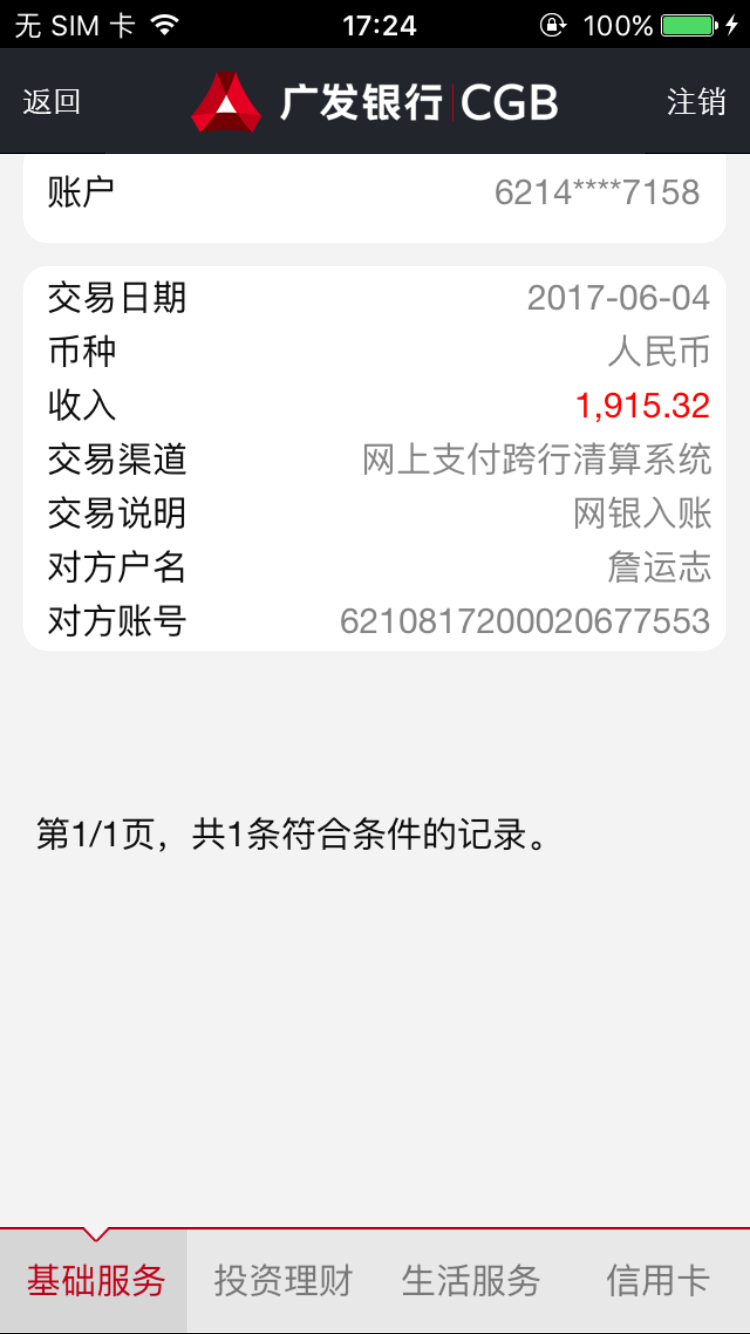 无 SIM 卡 17:24 100%
返回 广发银行 CGB 注销
账户 6214****7158
交易日期 2017-06-04
币种 人民币
收入 1,915.32
交易渠道 网上支付跨行清算系统
交易说明 网银入账
对方户名 詹运志
对方账号 6210817200020677553
第1/1页，共1条符合条件的记录。
基础服务 投资理财 生活服务 信用卡